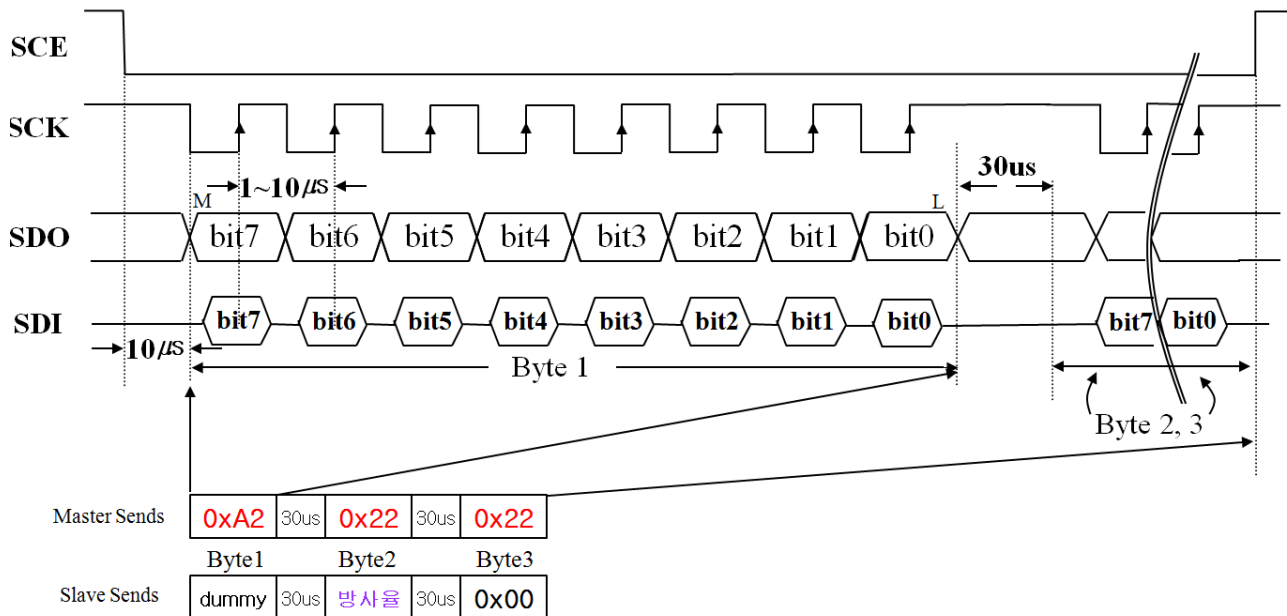 SCE
SCK
1~10㎲
30us
M
L
SDO
bit7
bit6
bit5
bit4
bit3
bit2
bit1
bit0
SDI
bit7
bit6
bit5
bit4
bit3
bit2
bit1
bit0
bit7
bit0
10㎲
Byte 1
Byte 2, 3
Master Sends 0xA2 30us 0x22 30us 0x22
Byte1 Byte2 Byte3
Slave Sends dummy 30us 방사율 30us 0x00